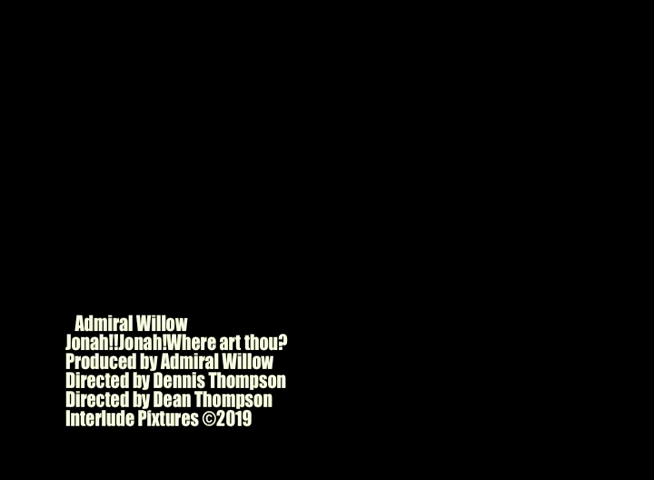 Admiral Willow
Jonah!!Jonah!Where art thou?
Produced by Admiral Willow
Directed by Dennis Thompson
Directed by Dean Thompson
Interlude Pixtures ©2019